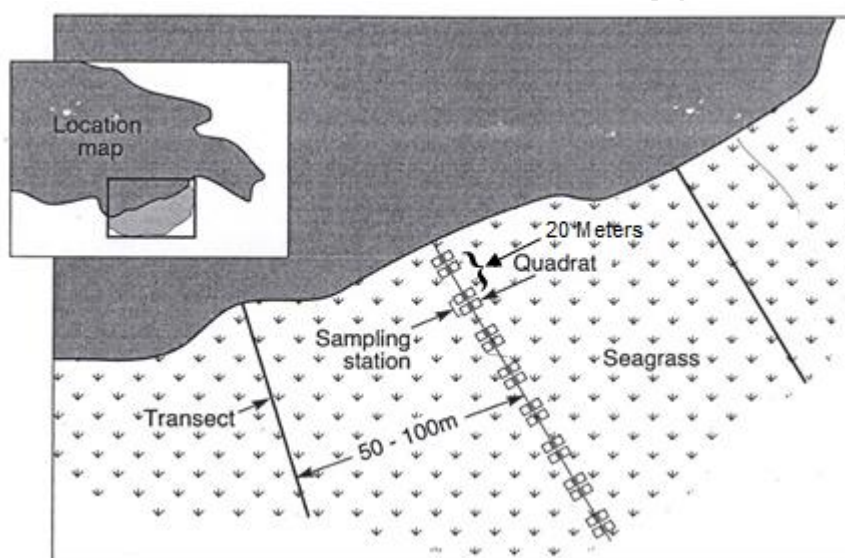 Location
map
20 Meters
Quadrat
Sampling
station
Seagrass
Transect
50 - 100m